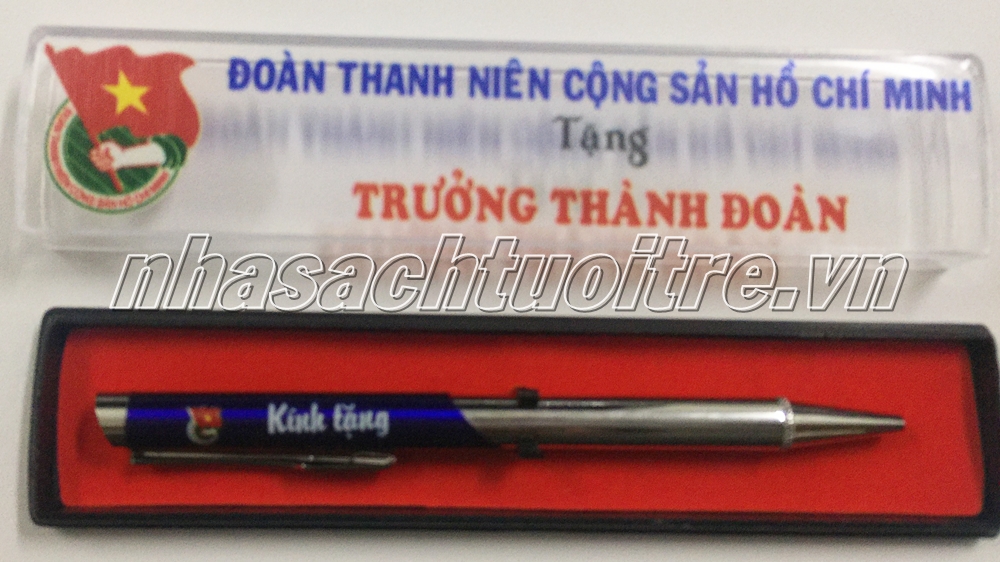 ĐOÀN THANH NIÊN CỘNG SẢN HỒ CHÍ MINH
Tặng
TRƯỞNG THÀNH ĐOÀN
nhasachtuoitre.vn
Kính tặng